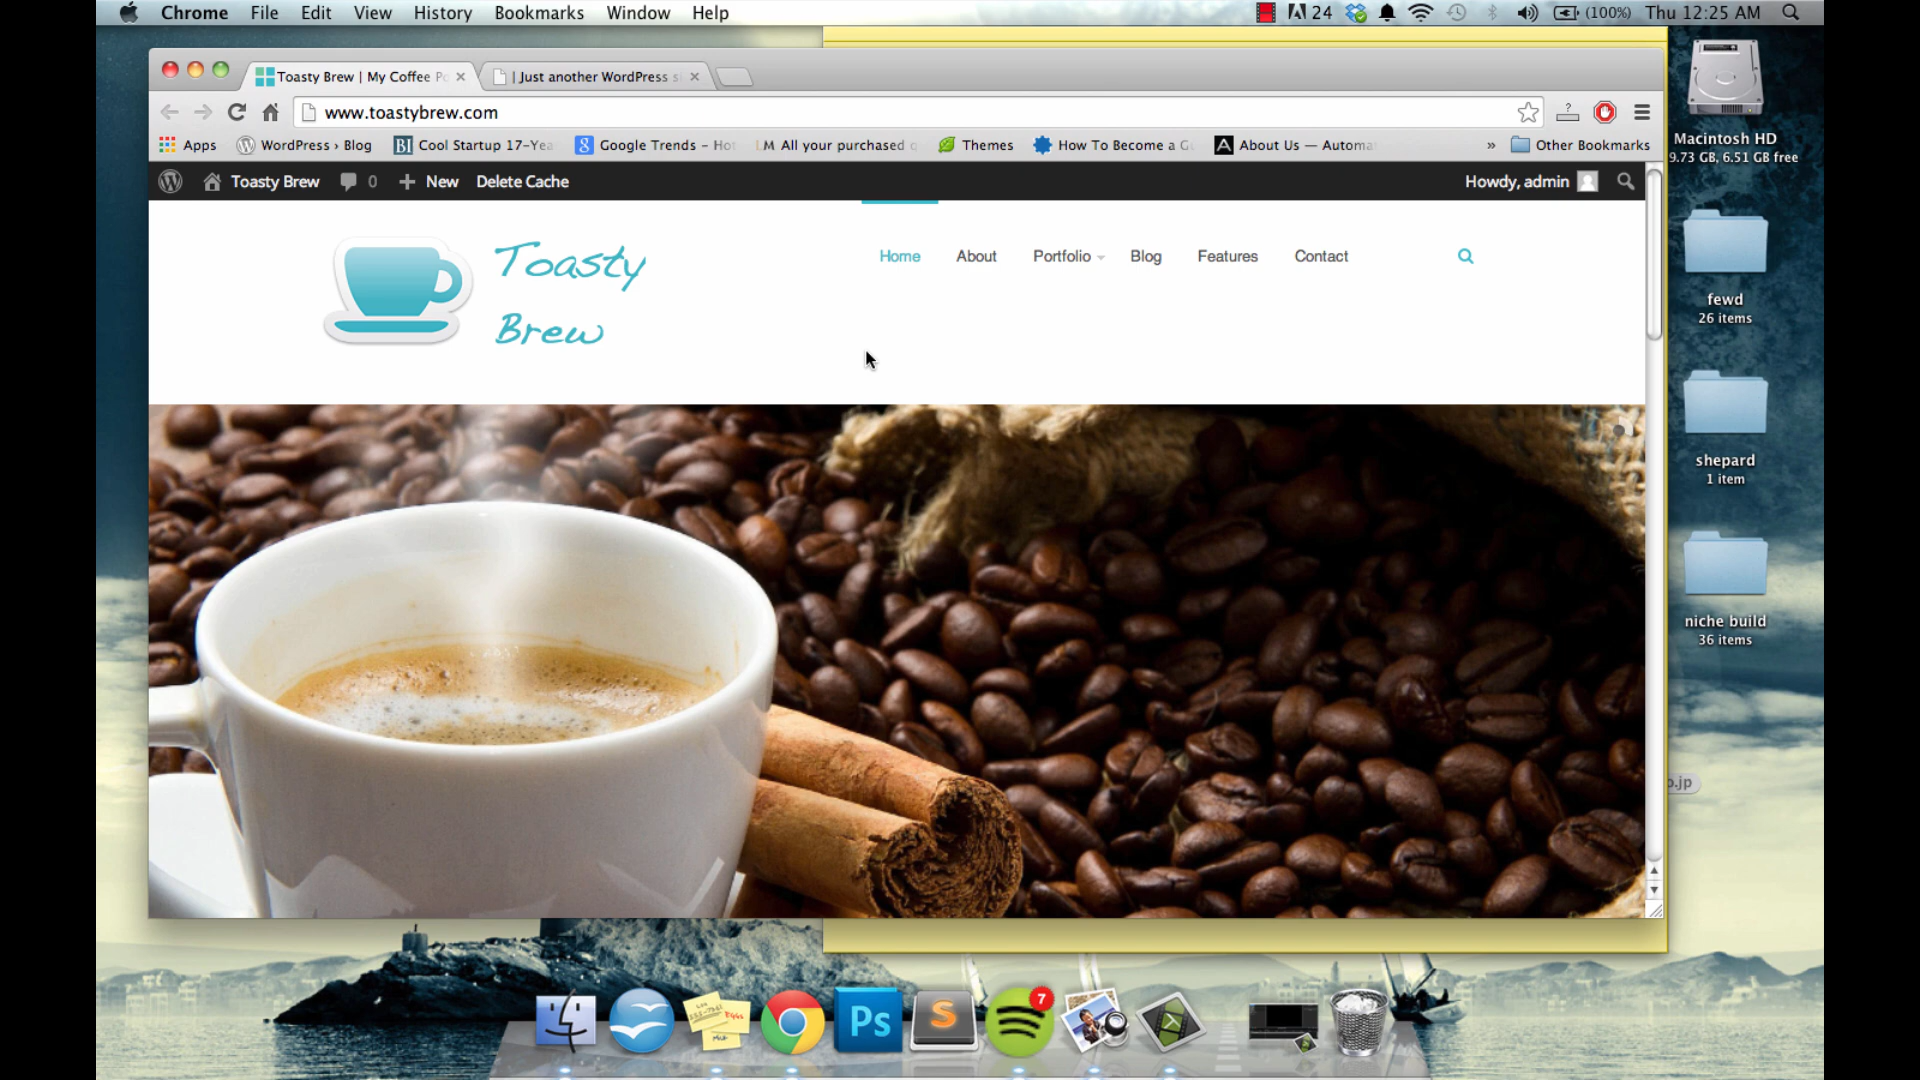 Chrome File Edit View History Bookmarks Window Help
24 (100%) Thu 12:25 AM
Toasty Brew | My Coffee Po
| Just another WordPress s
www.toastybrew.com
Apps WordPress › Blog BI Cool Startup 17-Yea Google Trends - Hot LM All your purchased Themes How To Become a G About Us — Automa » Other Bookmarks
Toasty Brew 0 New Delete Cache Howdy, admin
Toasty
Brew
Home About Portfolio Blog Features Contact
Macintosh HD
9.73 GB, 6.51 GB free
fewd
26 items
shepard
1 item
niche build
36 items
o.jp
Ps S 7